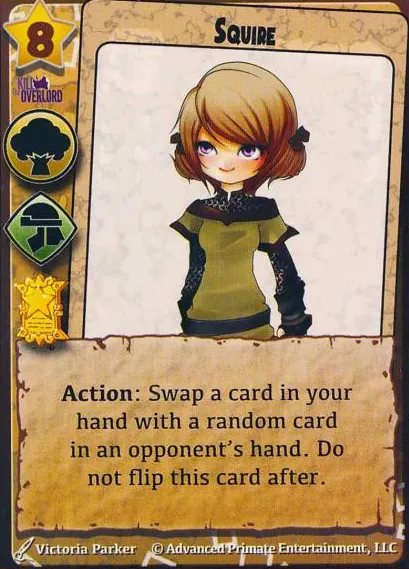 8
SQUIRE
KILL
THE OVERLORD
Action: Swap a card in your
hand with a random card
in an opponent's hand. Do
not flip this card after.
Victoria Parker © Advanced Primate Entertainment, LLC